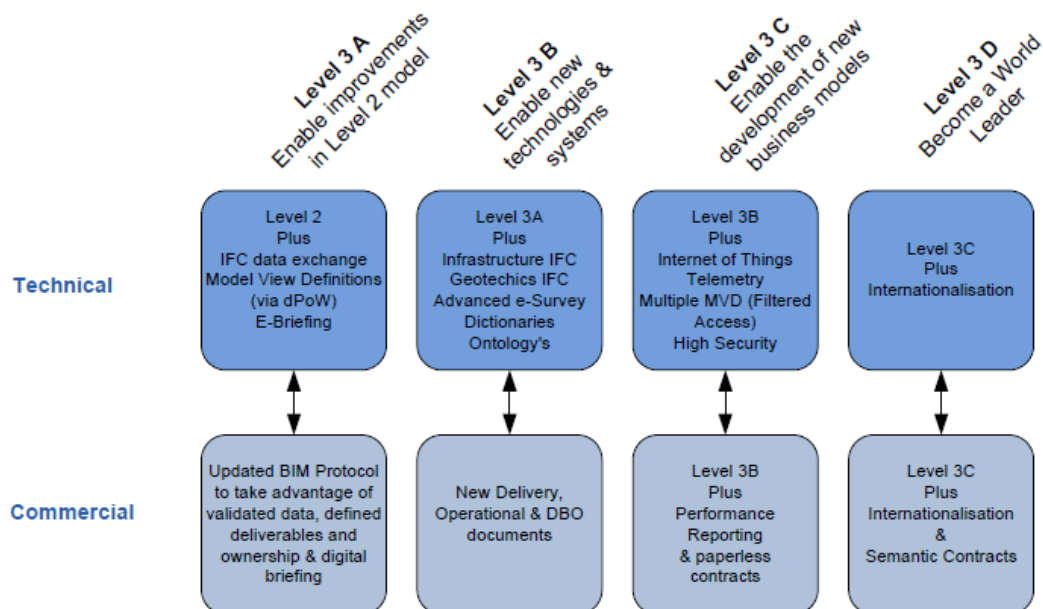 Level 3 A
Enable improvements
in Level 2 model
Level 3 B
Enable new
technologies &
systems
Level 3 C
Enable the
development of new
business models
Level 3 D
Become a World
Leader
Technical
Level 2
Plus
IFC data exchange
Model View Definitions
(via dPoW)
E-Briefing
Level 3A
Plus
Infrastructure IFC
Geotechics IFC
Advanced e-Survey
Dictionaries
Ontology's
Level 3B
Plus
Internet of Things
Telemetry
Multiple MVD (Filtered
Access)
High Security
Level 3C
Plus
Internationalisation
Commercial
Updated BIM Protocol
to take advantage of
validated data, defined
deliverables and
ownership & digital
briefing
New Delivery,
Operational & DBO
documents
Level 3B
Plus
Performance
Reporting
& paperless
contracts
Level 3C
Plus
Internationalisation
&
Semantic Contracts